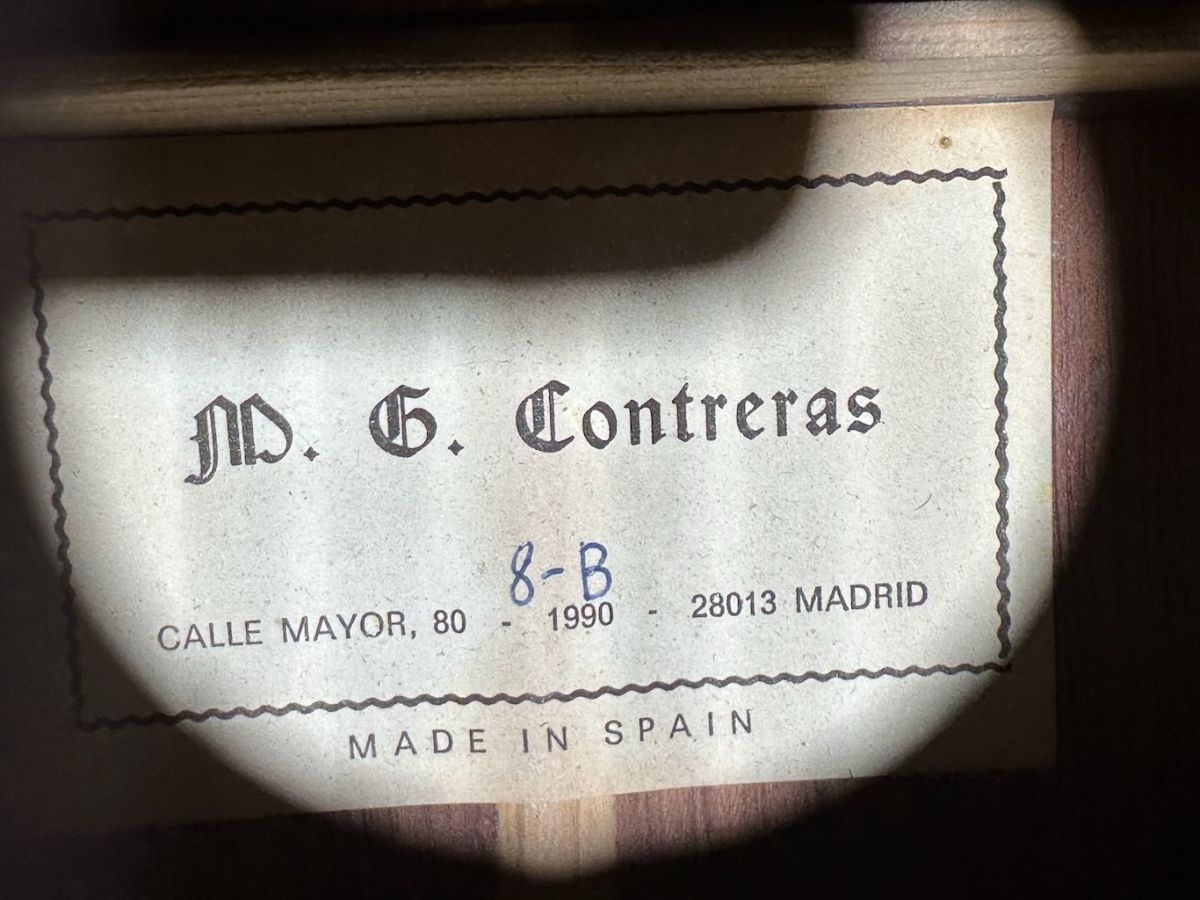 M. G. Contreras
8-B
CALLE MAYOR, 80 - 1990 - 28013 MADRID
MADE IN SPAIN